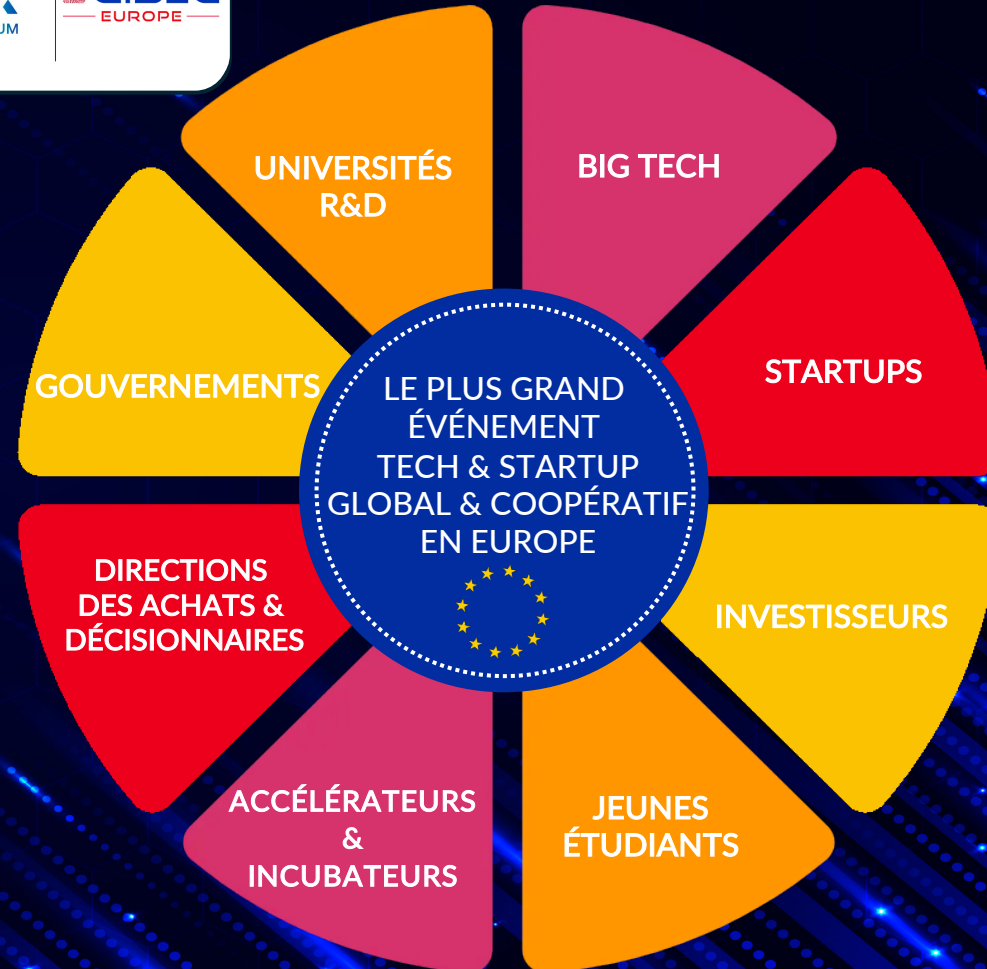 EUROPE
UNIVERSITÉS
R&D
BIG TECH
GOUVERNEMENTS
STARTUPS
LE PLUS GRAND
ÉVÉNEMENT
TECH & STARTUP
GLOBAL & COOPÉRATIF
EN EUROPE
DIRECTIONS
DES ACHATS &
DÉCISIONNAIRES
INVESTISSEURS
ACCÉLÉRATEURS
&
INCUBATEURS
JEUNES
ÉTUDIANTS